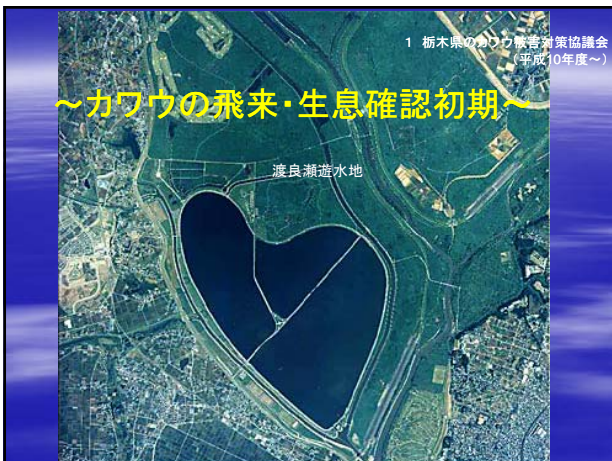 1 栃木県のカワウ被害対策協議会
(平成10年度~)
~カワウの飛来・生息確認初期~
渡良瀬遊水地